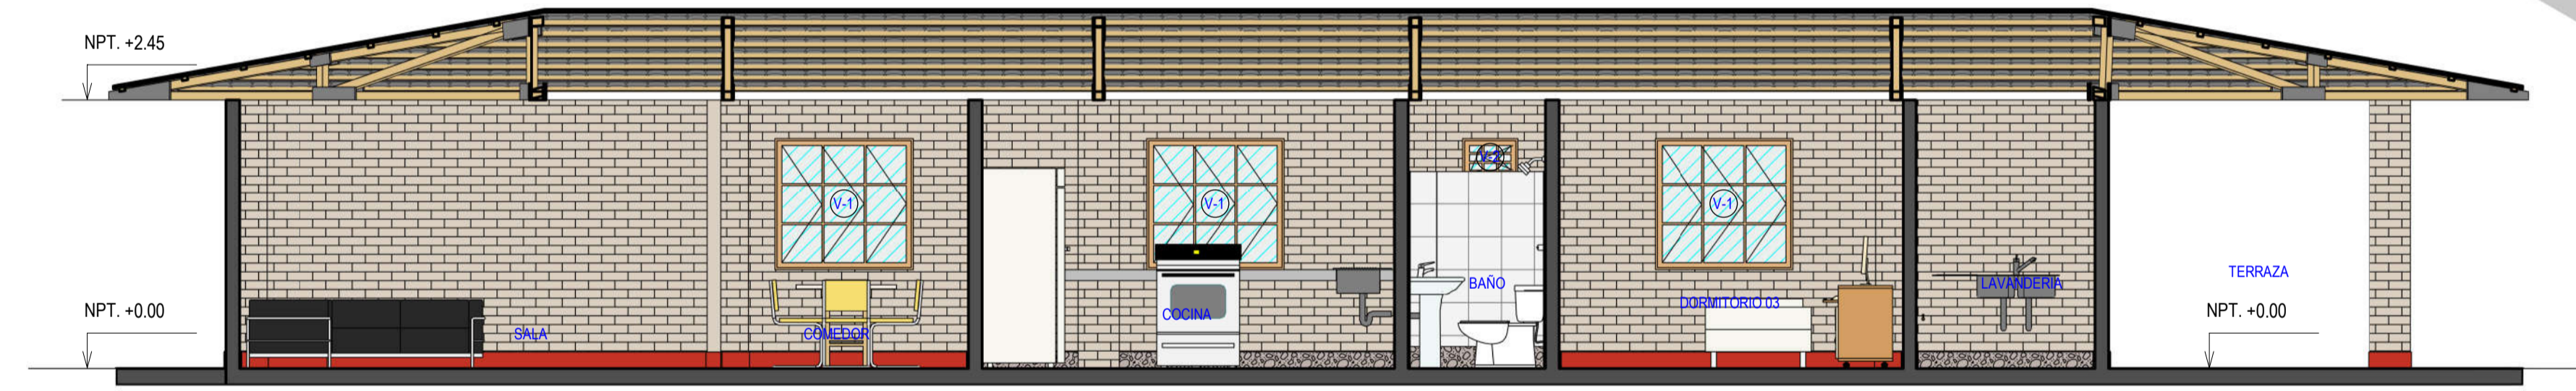 NPT. +2.45
V-2
V-1
V-1
V-1
TERRAZA
BAÑO
LAVANDERIA
DORMITORIO 03
NPT. +0.00
NPT. +0.00
COCINA
SALA
COMEDOR